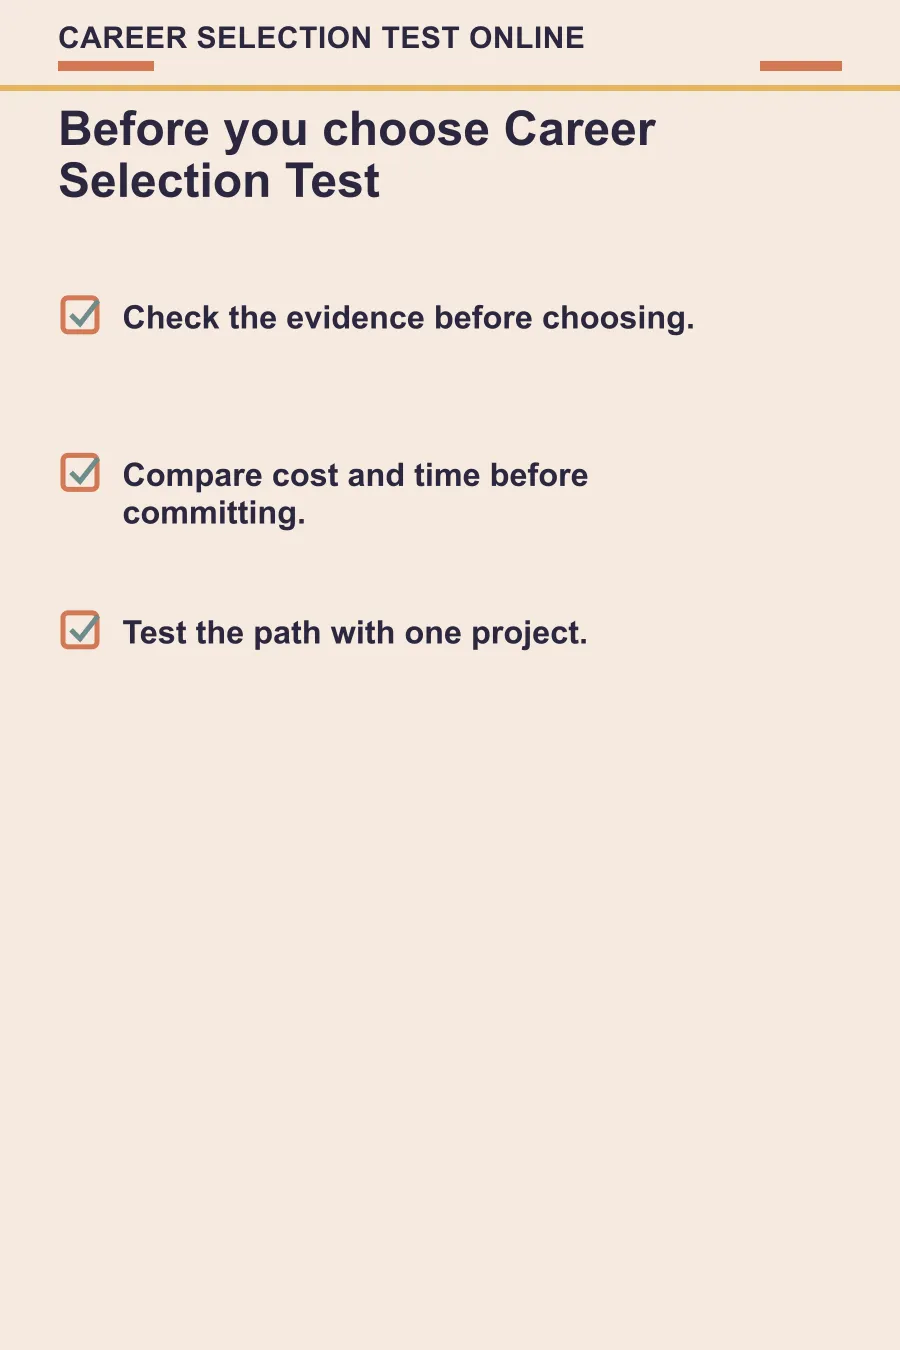 CAREER SELECTION TEST ONLINE
Before you choose Career
Selection Test
Check the evidence before choosing.
Compare cost and time before
committing.
Test the path with one project.